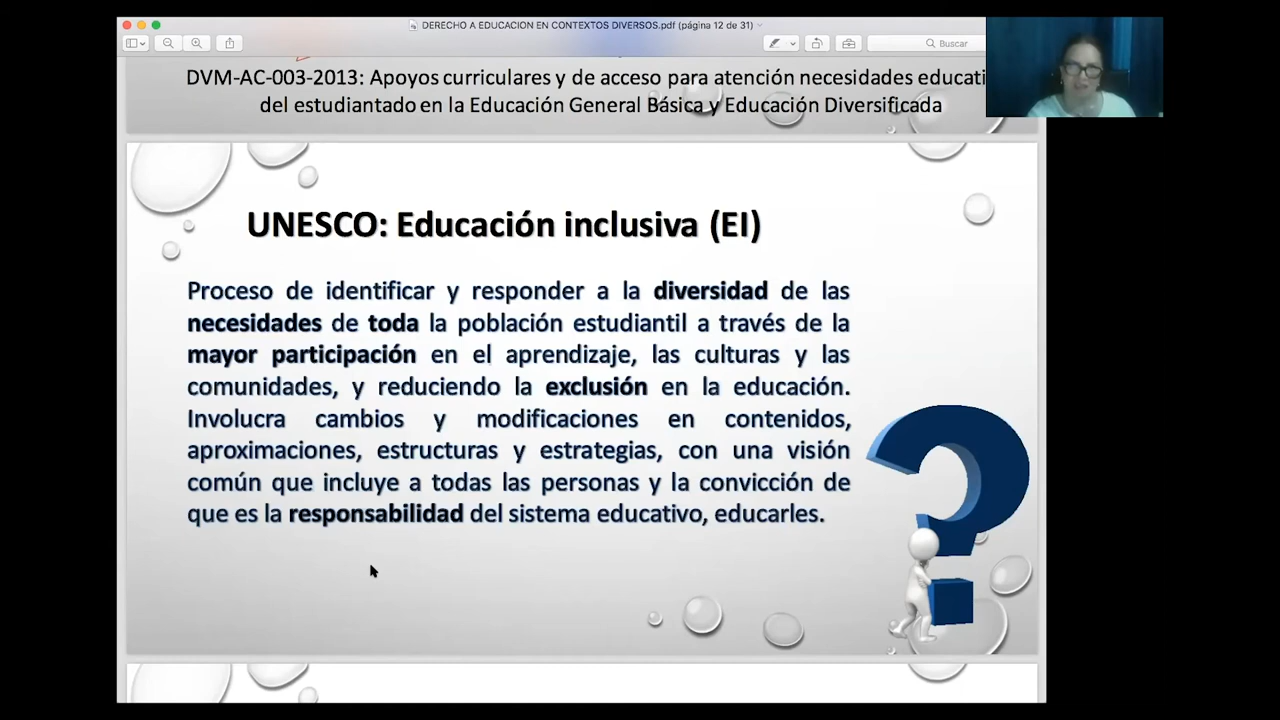 DERECHO A EDUCACION EN CONTEXTOS DIVERSOS.pdf (página 12 de 31)
Buscar
DVM-AC-003-2013: Apoyos curriculares y de acceso para atención necesidades educati
del estudiantado en la Educación General Básica y Educación Diversificada
UNESCO: Educación inclusiva (EI)
Proceso de identificar y responder a la diversidad de las
necesidades de toda la población estudiantil a través de la
mayor participación en el aprendizaje, las culturas y las
comunidades, y reduciendo la exclusión en la educación.
Involucra cambios y modificaciones en contenidos,
aproximaciones, estructuras y estrategias, con una visión
común que incluye a todas las personas y la convicción de
que es la responsabilidad del sistema educativo, educarles.